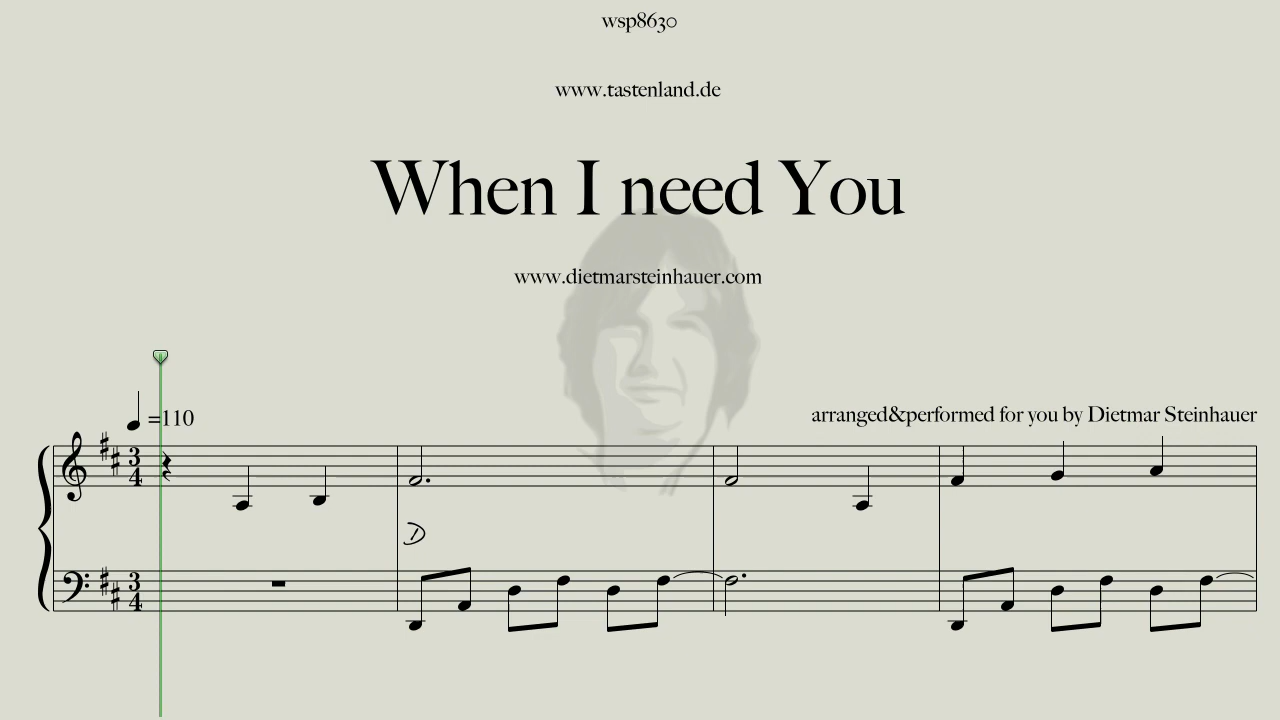 wsp8630
www.tastenland.de
When I need You
www.dietmarsteinhauer.com
=110
arranged&performed for you by Dietmar Steinhauer
3
4
D
3
4